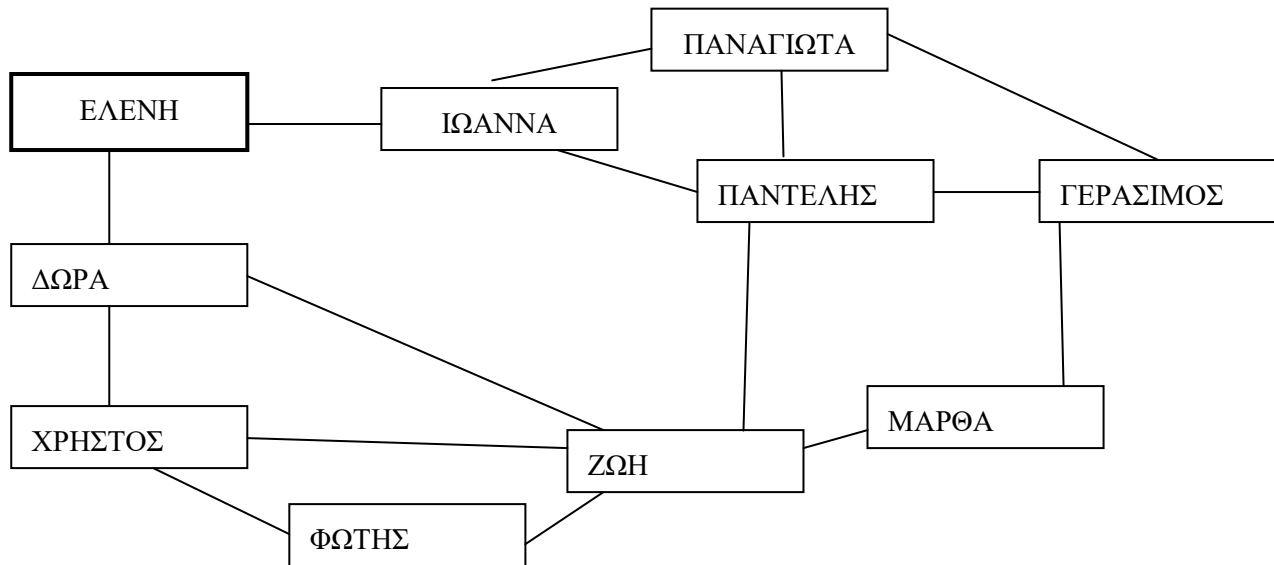 ΠΑΝΑΓΙΩΤΑ
ΕΛΕΝΗ
ΙΩΑΝΝΑ
ΠΑΝΤΕΛΗΣ
ΓΕΡΑΣΙΜΟΣ
ΔΩΡΑ
ΜΑΡΘΑ
ΧΡΗΣΤΟΣ
ΖΩΗ
ΦΩΤΗΣ